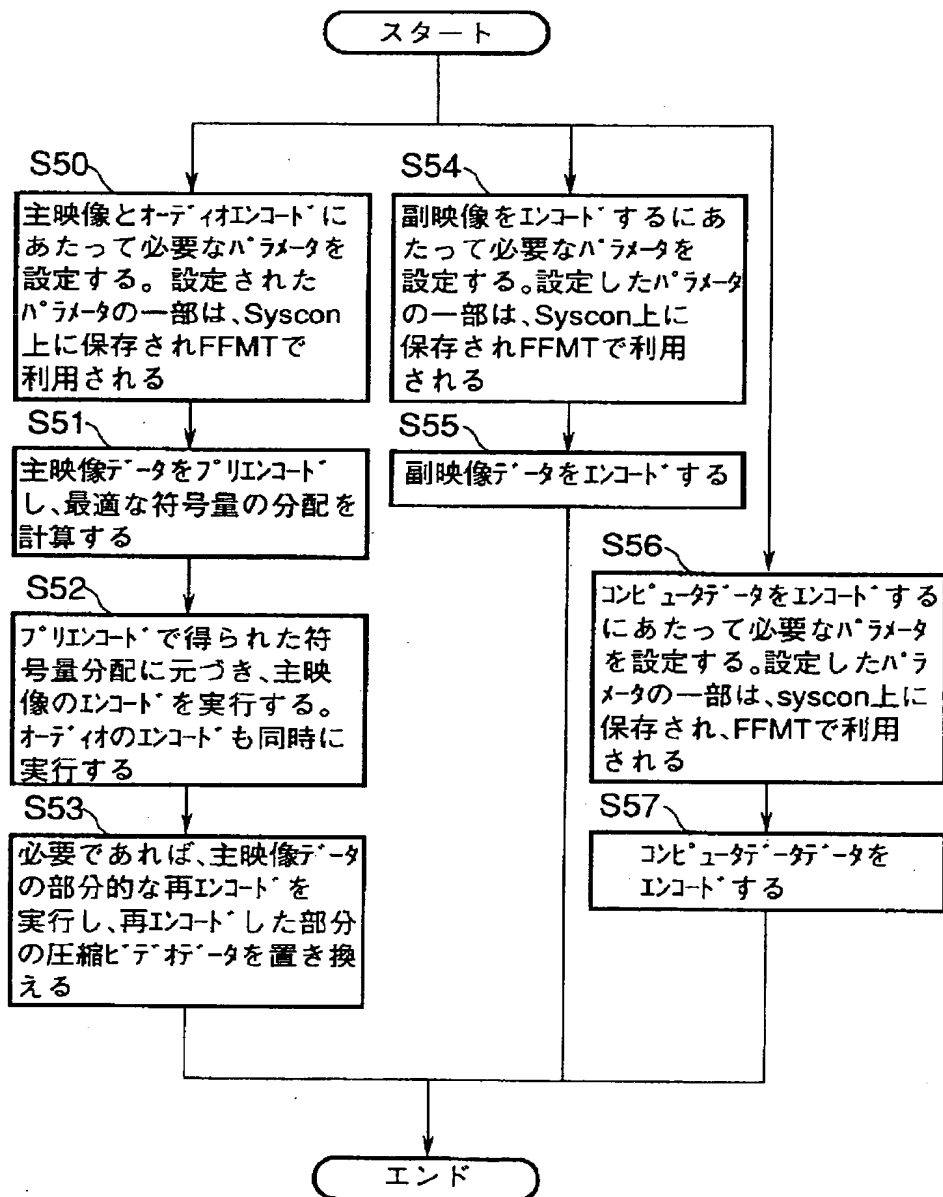 スタート
S50
主映像とオーディオエンコードに
あたって必要なパラメータを
設定する。設定された
パラメータの一部は、Syscon
上に保存されFFMTで
利用される
S51
主映像データをプリエンコード
し、最適な符号量の分配を
計算する
S52
プリエンコードで得られた符
号量分配に元づき、主映
像のエンコードを実行する。
オーディオのエンコードも同時に
実行する
S53
必要であれば、主映像データ
の部分的な再エンコードを
実行し、再エンコードした部分
の圧縮ビデオデータを置き換
える
S54
副映像をエンコードするにあ
たって必要なパラメータを
設定する。設定したパラメータ
の一部は、Syscon上に
保存されFFMTで利用
される
S55
副映像データをエンコードする
S56
コンピュータデータをエンコードする
にあたって必要なパラメータ
を設定する。設定したパラ
メータの一部は、syscon上に
保存され、FFMTで利用
される
S57
コンピュータデータデータを
エンコードする
エンド